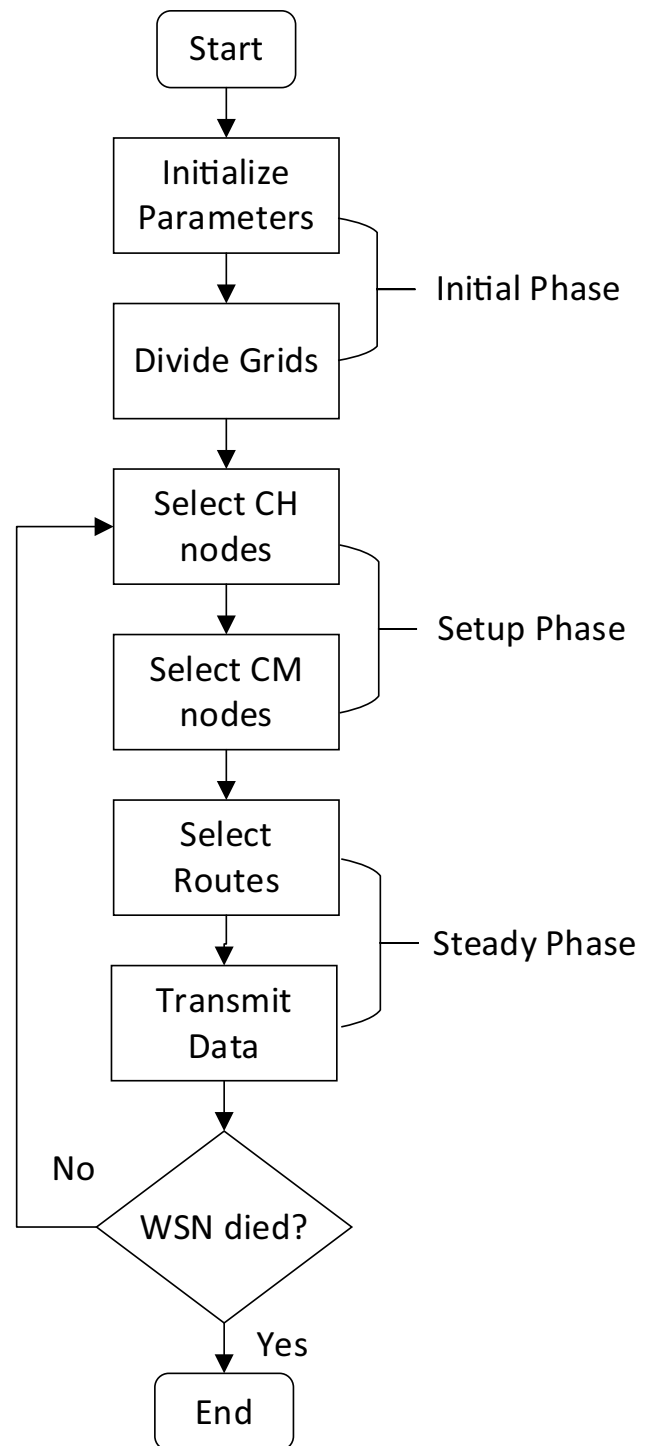 Start
Initialize
Parameters
Initial Phase
Divide Grids
Select CH
nodes
Setup Phase
Select CM
nodes
Select
Routes
Steady Phase
Transmit
Data
No
WSN died?
Yes
End